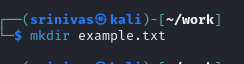 ┌──(srinivas㉿kali)-[~/work]
└─$ mkdir example.txt